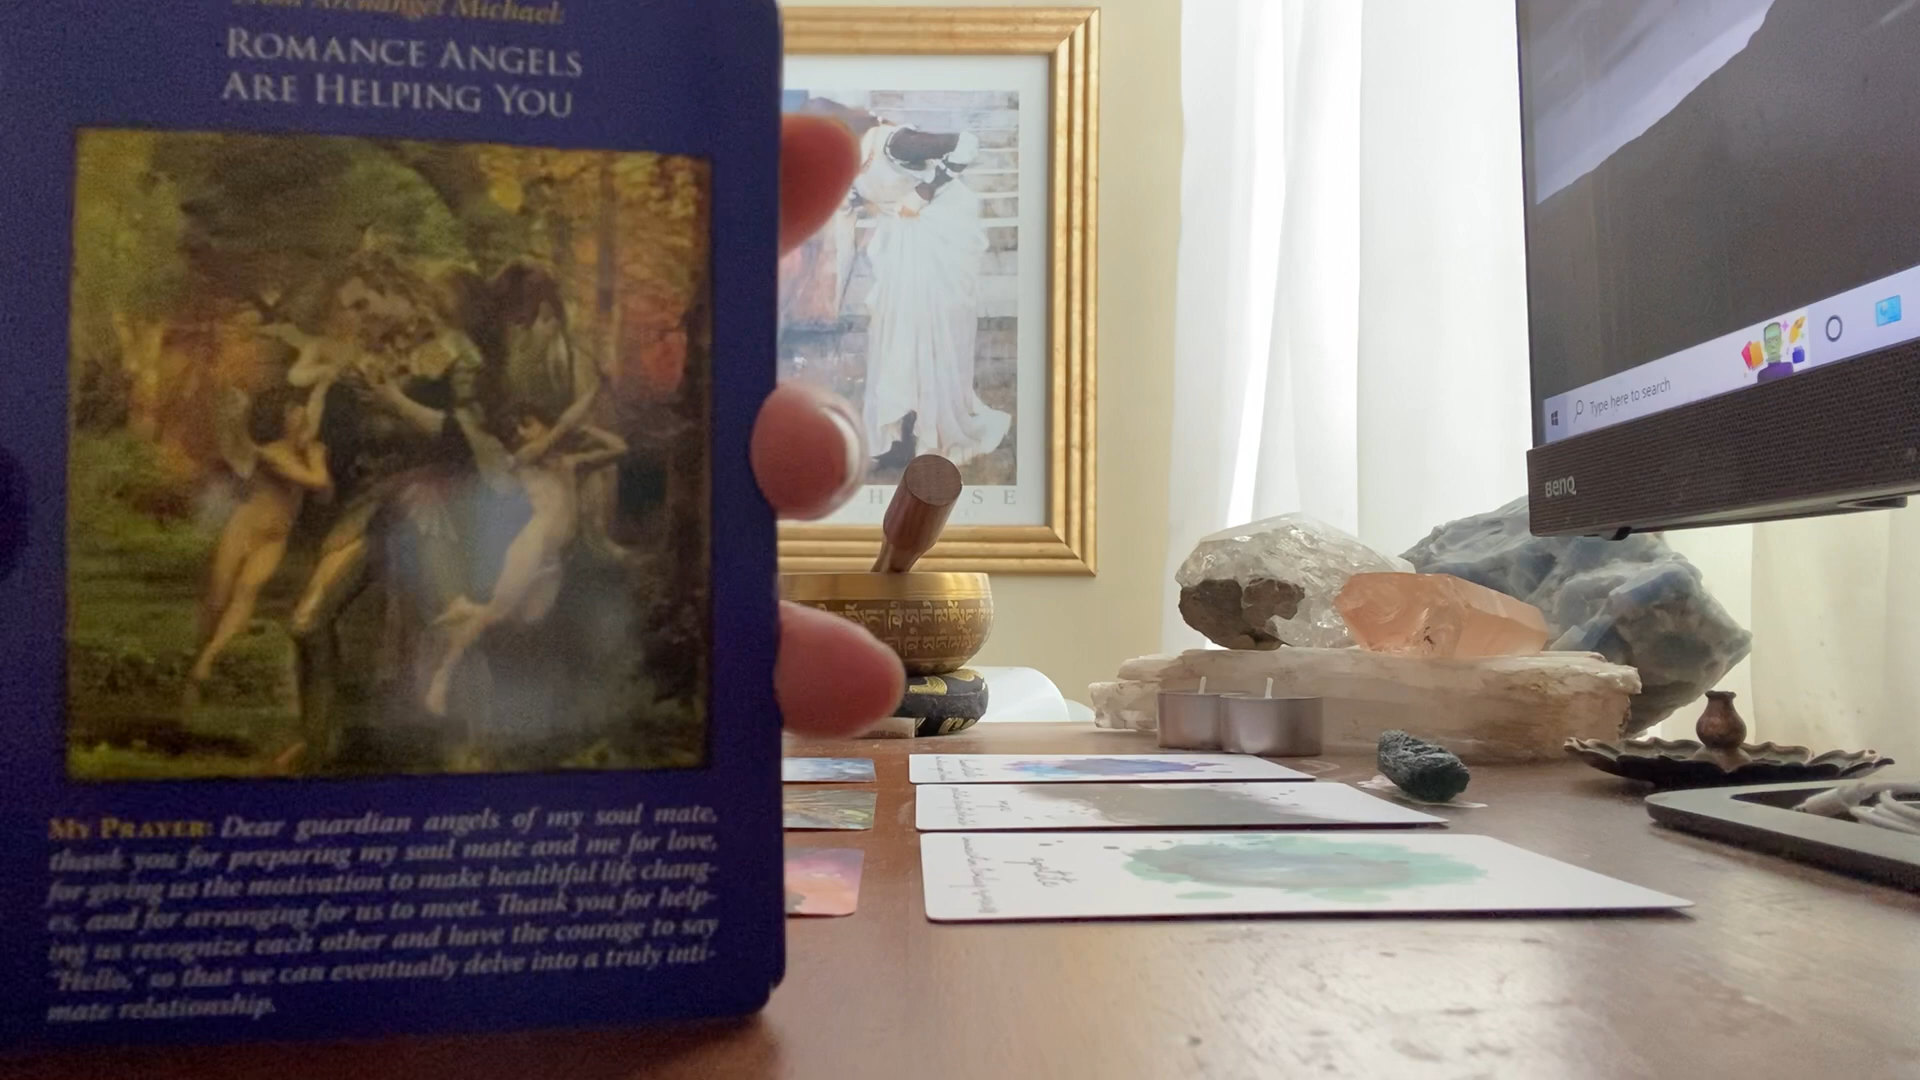 From Archangel Michael:
ROMANCE ANGELS
ARE HELPING YOU
MY PRAYER: Dear guardian angels of my soul mate,
thank you for preparing my soul mate and me for love,
for giving us the motivation to make healthful life chang-
es, and for arranging for us to meet. Thank you for help-
ing us recognize each other and have the courage to say
"Hello," so that we can eventually delve into a truly inti-
mate relationship.
H
S E
BenQ
Type here to search